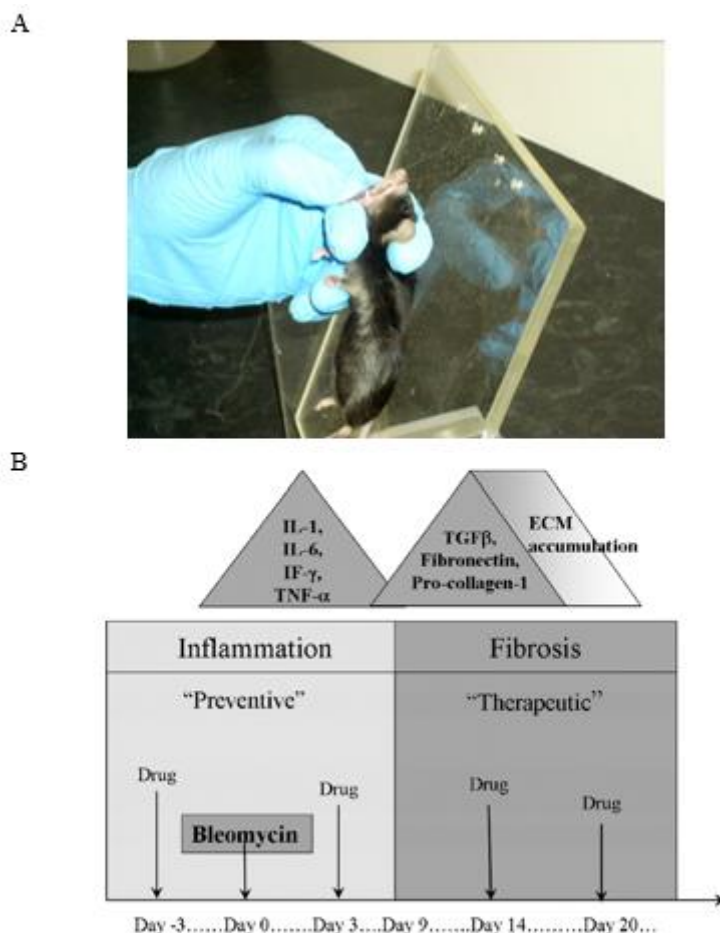 A
B
IL-1,
IL-6,
IF-γ,
TNF-α
TGFβ,
Fibronectin,
Pro-collagen-1
ECM
accumulation
Inflammation
Fibrosis
“Preventive”
“Therapeutic”
Drug
Drug
Drug
Drug
Bleomycin
Day -3......Day 0.......Day 3....Day 9.......Day 14.........Day 20...